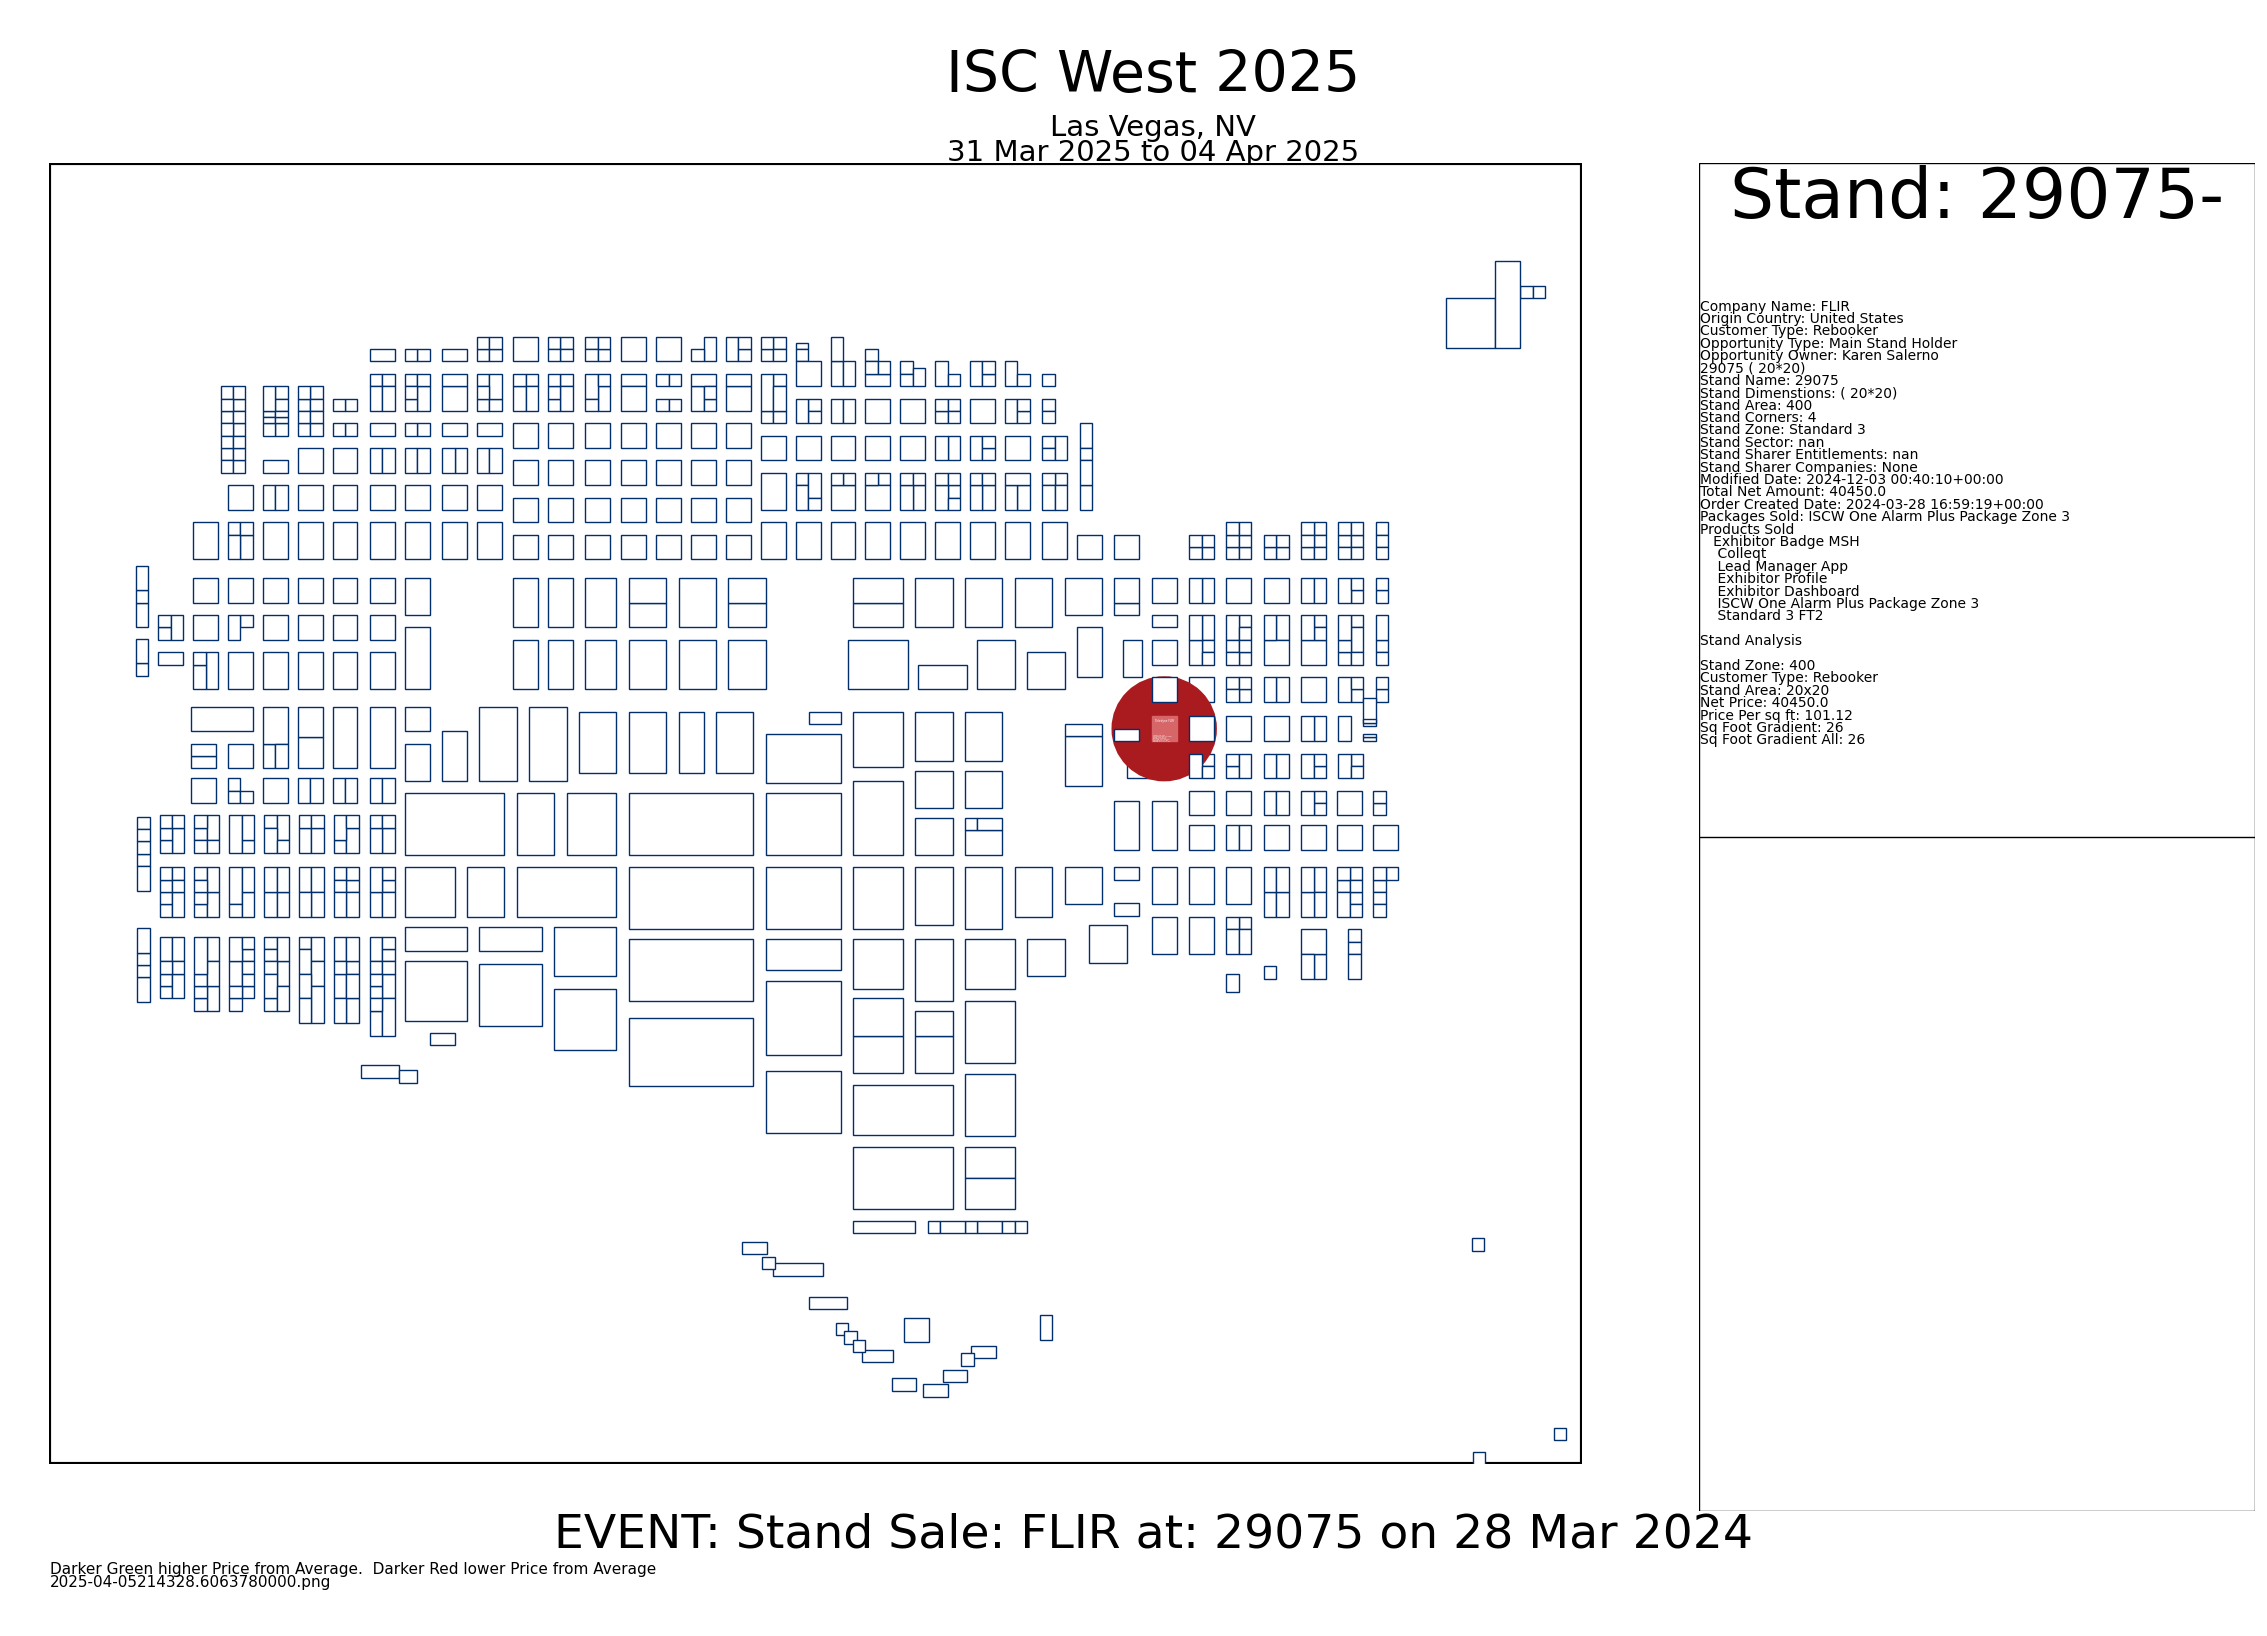 ISC West 2025
Las Vegas, NV
31 Mar 2025 to 04 Apr 2025
Stand: 29075-
Company Name: FLIR
Origin Country: United States
Customer Type: Rebooker
Opportunity Type: Main Stand Holder
Opportunity Owner: Karen Salerno
29075 ( 20*20)
Stand Name: 29075
Stand Dimenstions: ( 20*20)
Stand Area: 400
Stand Corners: 4
Stand Zone: Standard 3
Stand Sector: nan
Stand Sharer Entitlements: nan
Stand Sharer Companies: None
Modified Date: 2024-12-03 00:40:10+00:00
Total Net Amount: 40450.0
Order Created Date: 2024-03-28 16:59:19+00:00
Packages Sold: ISCW One Alarm Plus Package Zone 3
Products Sold
Exhibitor Badge MSH
Colleqt
Lead Manager App
Exhibitor Profile
Exhibitor Dashboard
ISCW One Alarm Plus Package Zone 3
Standard 3 FT2
Stand Analysis
Stand Zone: 400
Customer Type: Rebooker
Stand Area: 20x20
Net Price: 40450.0
Price Per sq ft: 101.12
Sq Foot Gradient: 26
Sq Foot Gradient All: 26
EVENT: Stand Sale: FLIR at: 29075 on 28 Mar 2024
Darker Green higher Price from Average.  Darker Red lower Price from Average
2025-04-05214328.6063780000.png